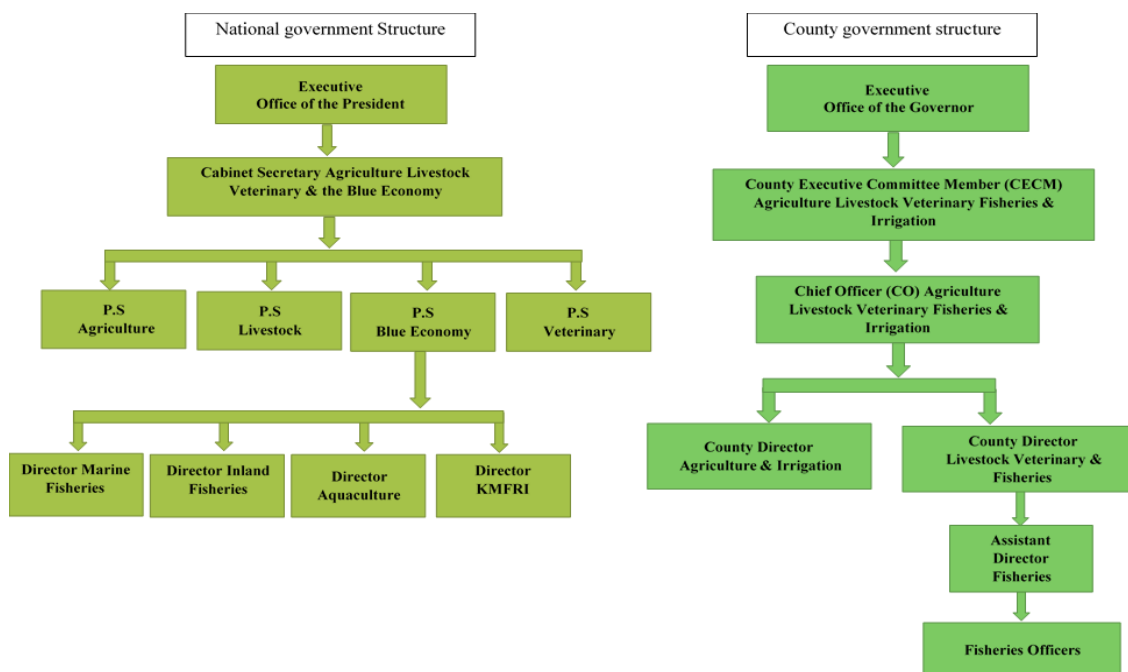 National government Structure
Executive
Office of the President
Cabinet Secretary Agriculture Livestock
Veterinary & the Blue Economy
P.S
Agriculture
P.S
Livestock
P.S
Blue Economy
P.S
Veterinary
Director Marine
Fisheries
Director Inland
Fisheries
Director
Aquaculture
Director
KMFRI
County government structure
Executive
Office of the Governor
County Executive Committee Member (CECM)
Agriculture Livestock Veterinary Fisheries &
Irrigation
Chief Officer (CO) Agriculture
Livestock Veterinary Fisheries &
Irrigation
County Director
Agriculture & Irrigation
County Director
Livestock Veterinary &
Fisheries
Assistant
Director
Fisheries
Fisheries Officers